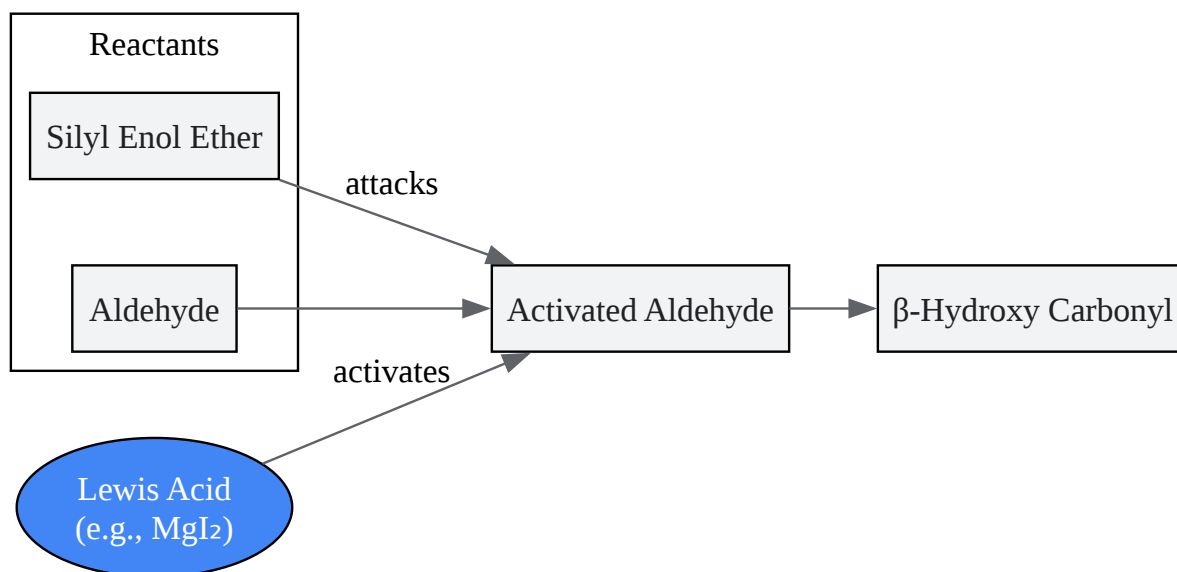 Reactants
Silyl Enol Ether
attacks
Aldehyde
Activated Aldehyde
β-Hydroxy Carbonyl
activates
Lewis Acid
(e.g., MgI₂)